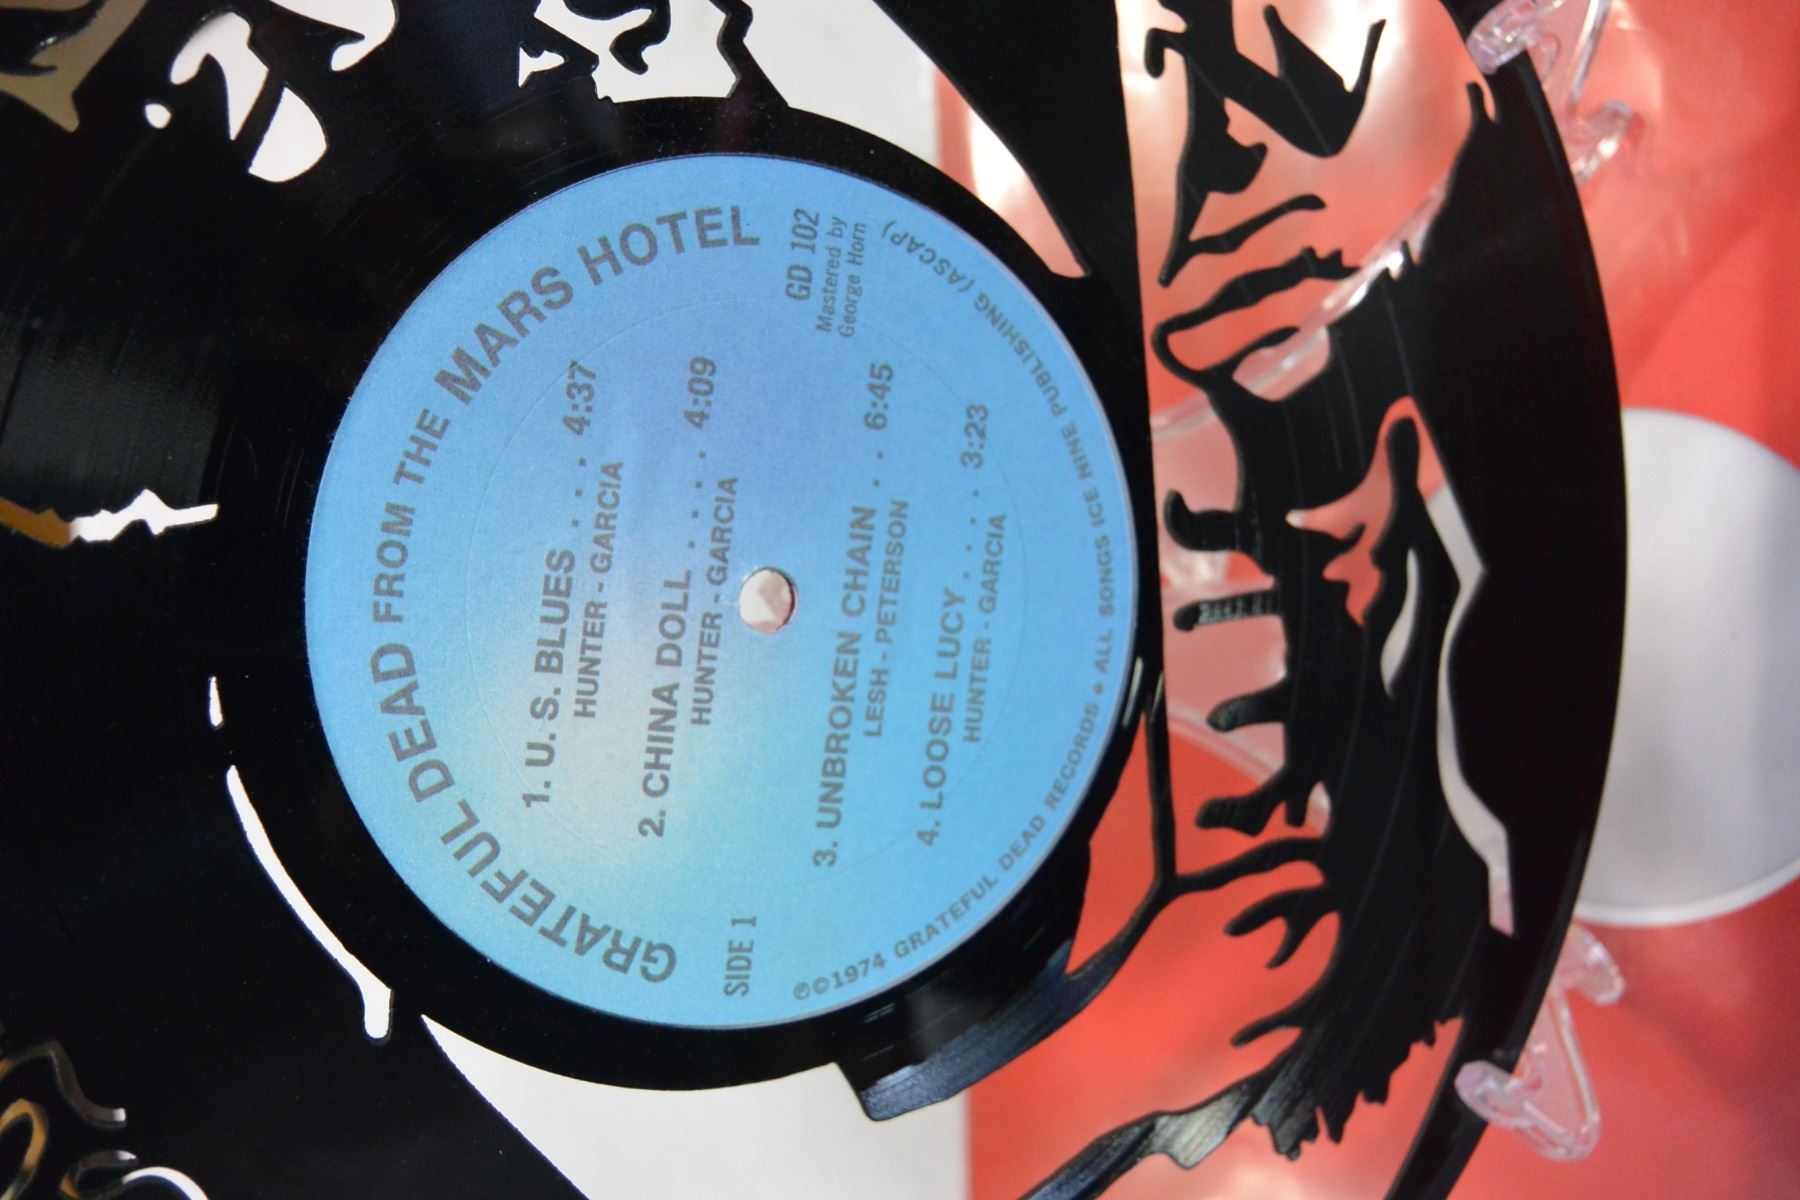 GRATEFUL DEAD FROM THE MARS HOTEL
1. U. S. BLUES . . . 4:37
HUNTER - GARCIA
2. CHINA DOLL . . . . 4:09
HUNTER - GARCIA
SIDE 1
GD 102
Mastered by
George Horn
3. UNBROKEN CHAIN . . 6:45
LESH - PETERSON
4. LOOSE LUCY . . . . 3:23
HUNTER - GARCIA
℗©1974 GRATEFUL DEAD RECORDS • ALL SONGS ICE NINE PUBLISHING (ASCAP)